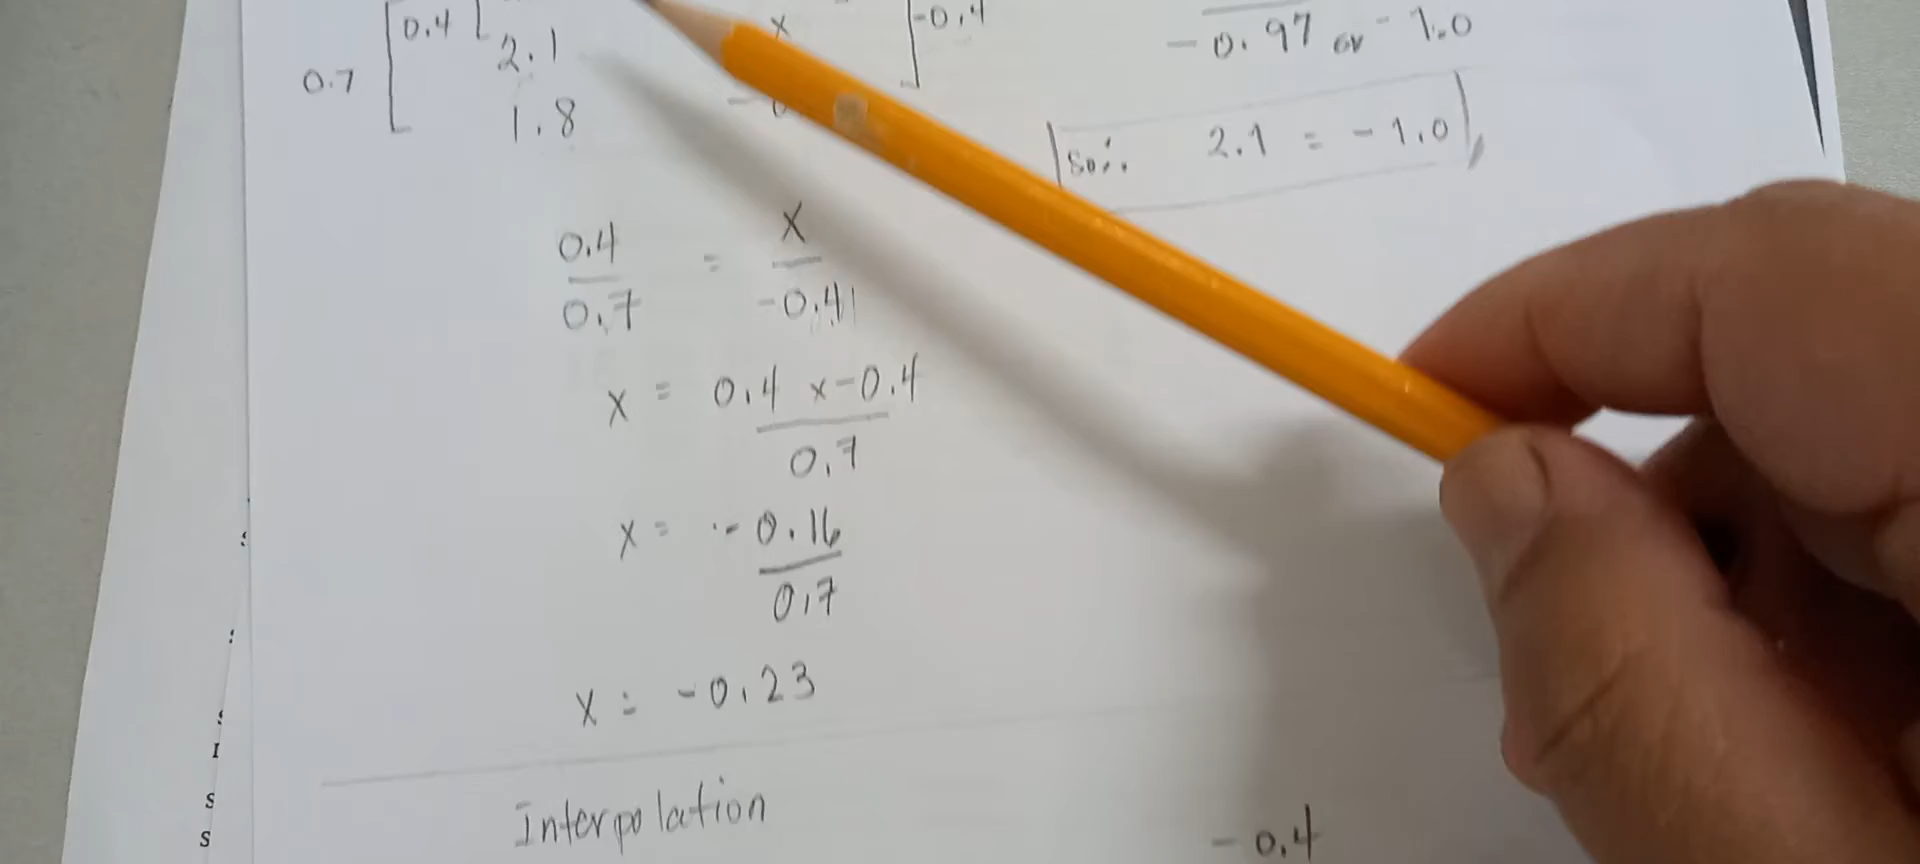 0.4
2.1
x
-0.4
0.7
1.8
-0.97 or -1.0
So∴ 2.1 = -1.0
0.4 = x
0.7 -0.4
x = 0.4 x-0.4
0.7
x = -0.16
0.7
x = -0.23
Interpolation
-0.4
:
:
I
S
S